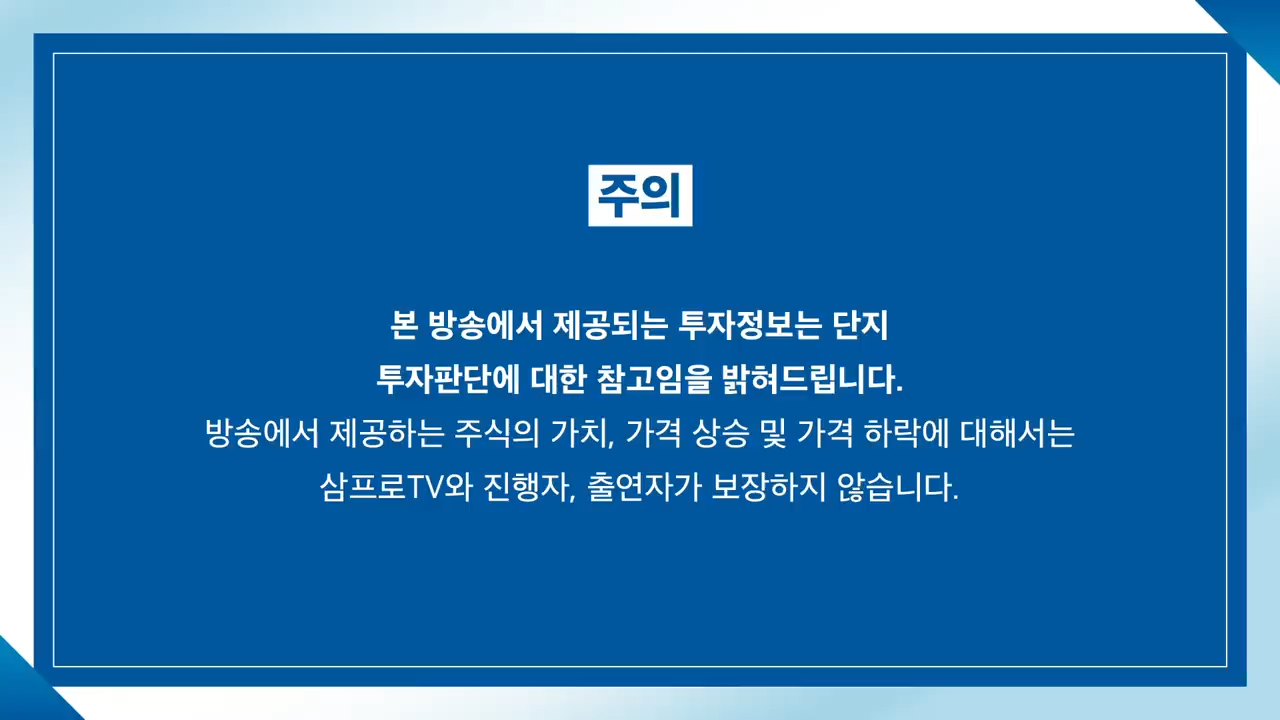 주의
본 방송에서 제공되는 투자정보는 단지
투자판단에 대한 참고임을 밝혀드립니다.
방송에서 제공하는 주식의 가치, 가격 상승 및 가격 하락에 대해서는
삼프로TV와 진행자, 출연자가 보장하지 않습니다.